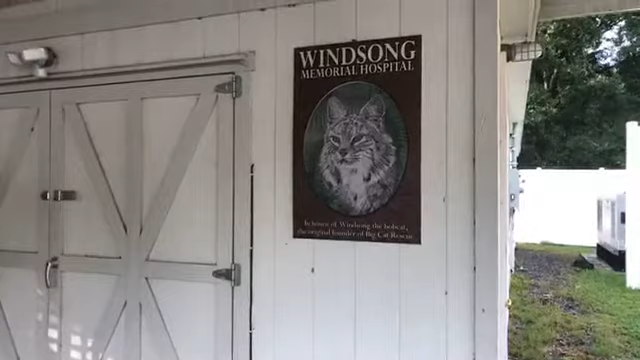 WINDSONG
MEMORIAL HOSPITAL
In honor of Windsong the bobcat,
the original founder of Big Cat Rescue